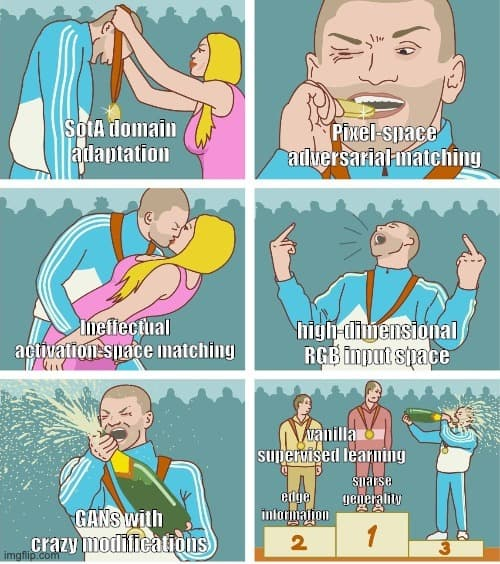 SotA domain
adaptation
Pixel-space
adversarial matching
Ineffectual
activation-space matching
high-dimensional
RGB input space
GANs with
crazy modifications
vanilla
supervised learning
edge
information
sparse
generality
2
1
3
imgflip.com